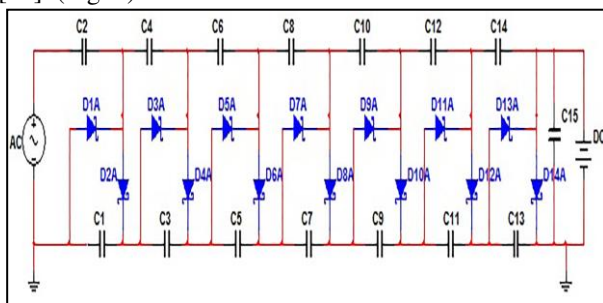 C2 C4 C6 C8 C10 C12 C14
D1A D3A D5A D7A D9A D11A D13A C15
AC DC
D2A D4A D6A D8A D10A D12A D14A
C1 C3 C5 C7 C9 C11 C13